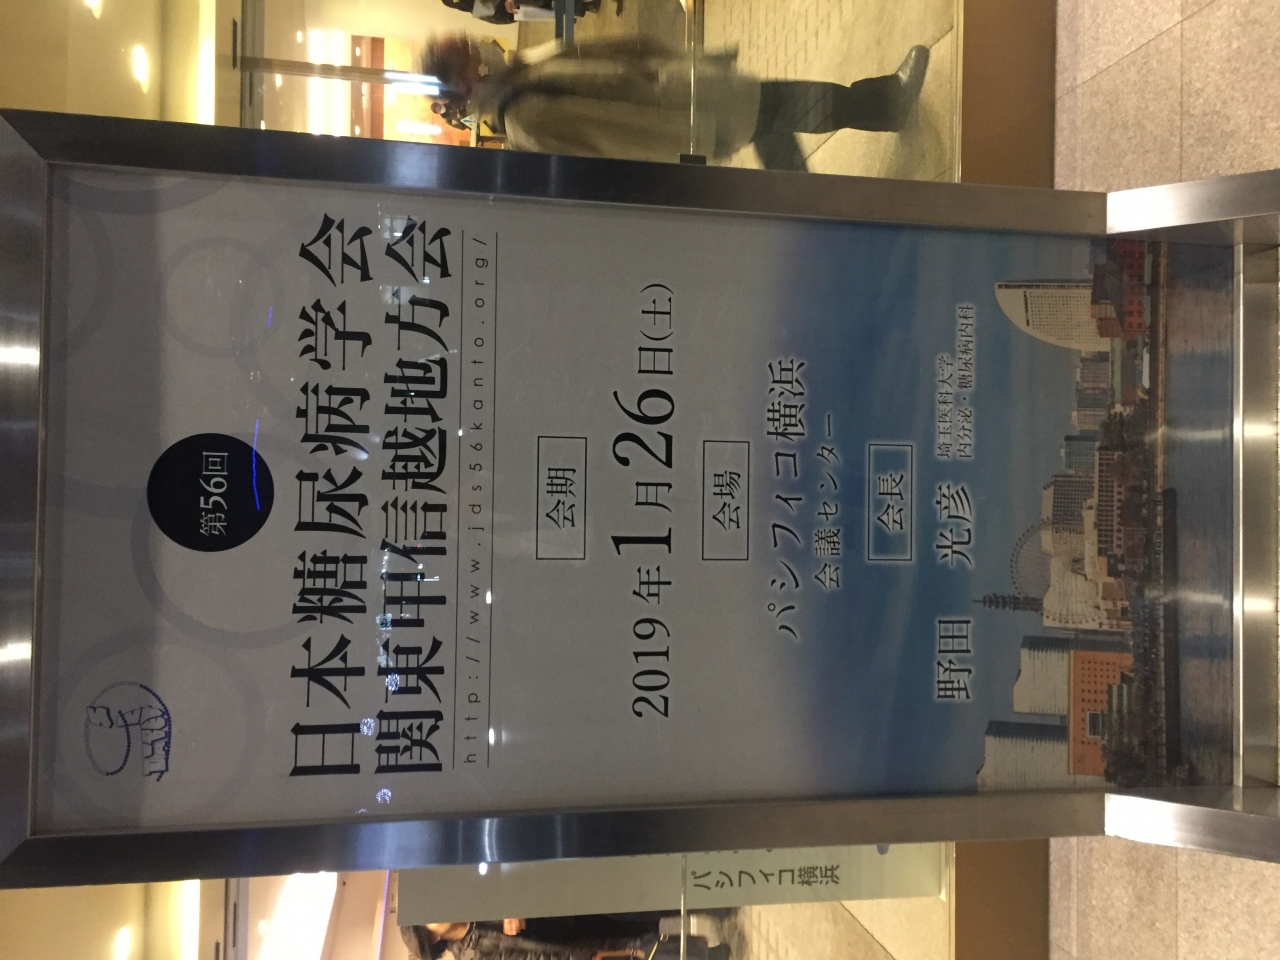 第56回
日本糖尿病学会
関東甲信越地方会
http://www.jds56kanto.org/
会期
2019年1月26日(土)
会場
パシフィコ横浜
会議センター
会長
野田 光彦
埼玉医科大学
内分泌・糖尿病内科
パシフィコ横浜